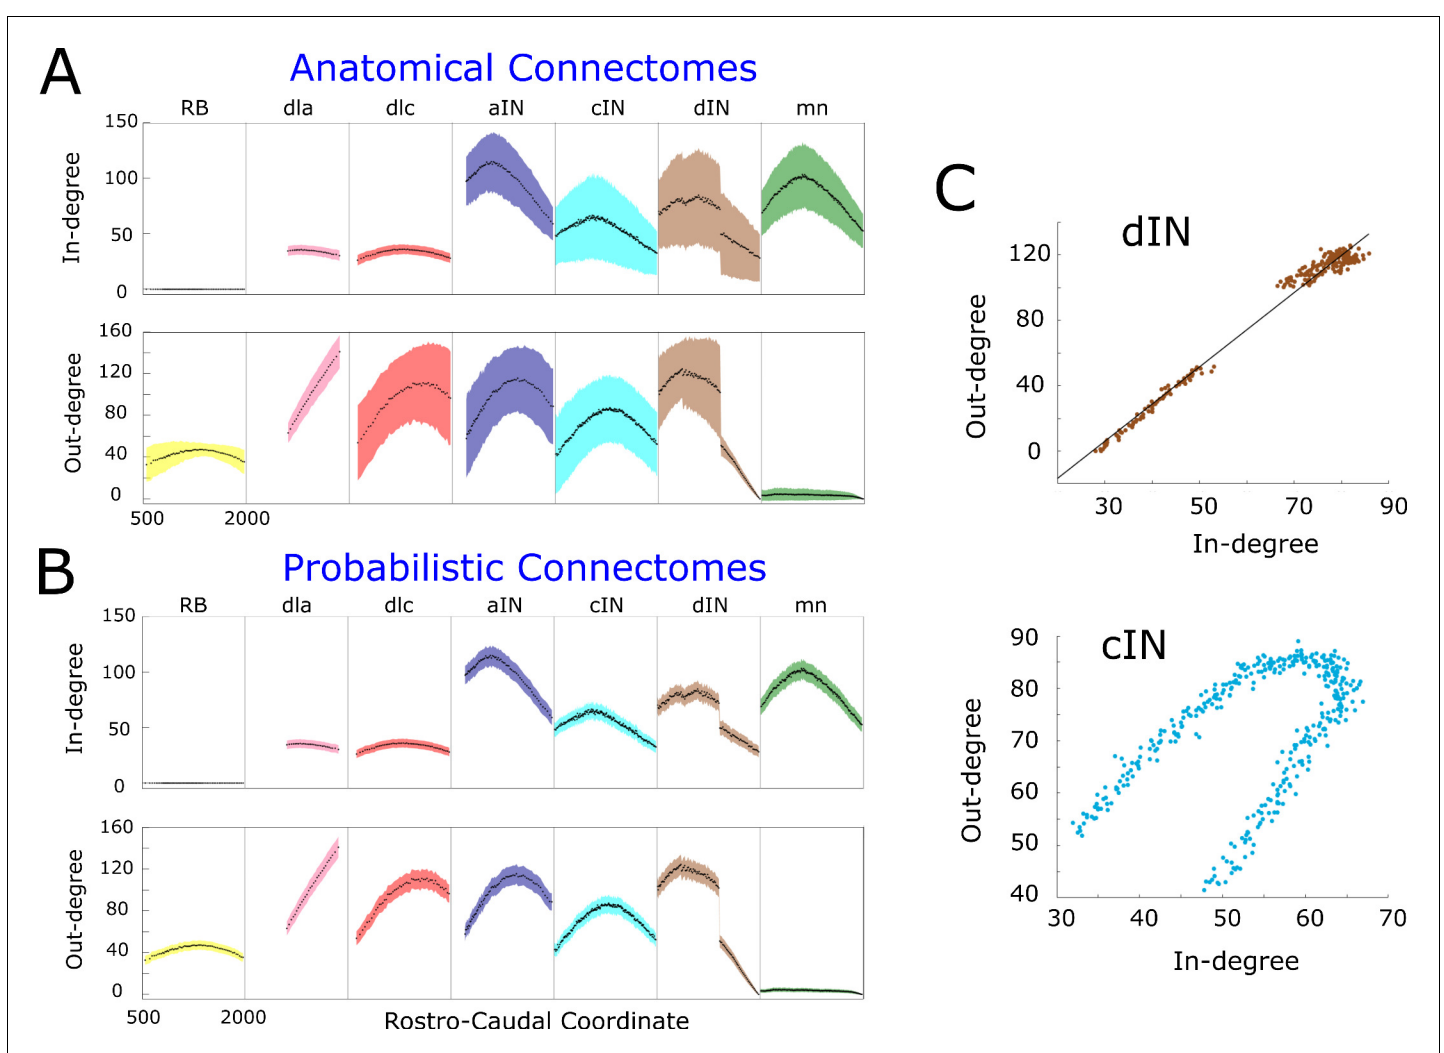 A
Anatomical Connectomes
RB dla dlc aIN cIN dIN mn
In-degree
150
100
50
0
Out-degree
160
120
80
40
0
500 2000
B
Probabilistic Connectomes
RB dla dlc aIN cIN dIN mn
In-degree
150
100
50
0
Out-degree
160
120
80
40
0
500 2000
Rostro-Caudal Coordinate
C
dIN
Out-degree
120
80
40
0
30 50 70 90
In-degree
cIN
Out-degree
90
80
70
60
50
40
30 40 50 60 70
In-degree